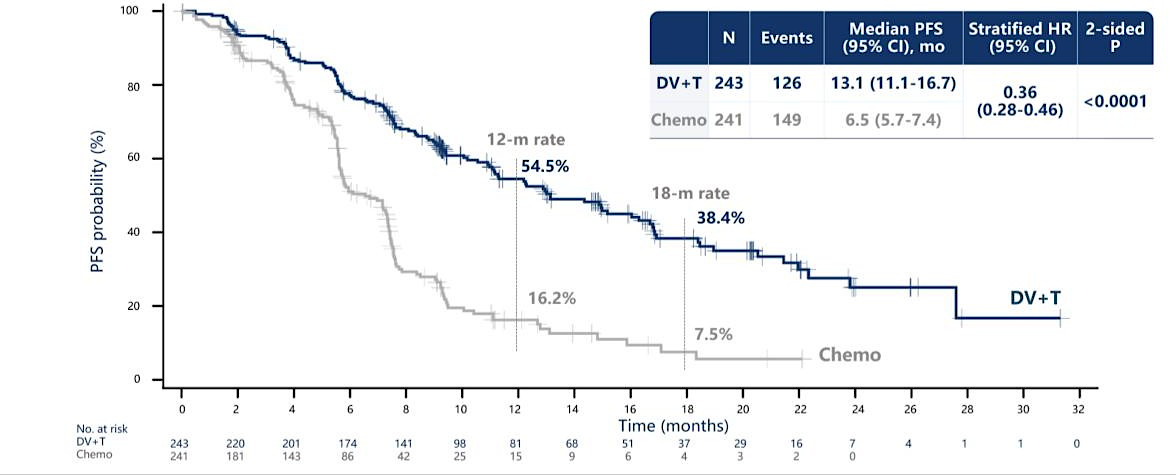 N Events Median PFS (95% CI), mo Stratified HR (95% CI) 2-sided P
DV+T 243 126 13.1 (11.1-16.7) 0.36 (0.28-0.46) <0.0001
Chemo 241 149 6.5 (5.7-7.4)
PFS probability (%)
100
80
60
40
20
0
12-m rate
54.5%
18-m rate
38.4%
16.2%
7.5%
DV+T
Chemo
0 2 4 6 8 10 12 14 16 18 20 22 24 26 28 30 32
Time (months)
No. at risk
DV+T 243 220 201 174 141 98 81 68 51 37 29 16 7 4 1 1 0
Chemo 241 181 143 86 42 25 15 9 6 4 3 2 0